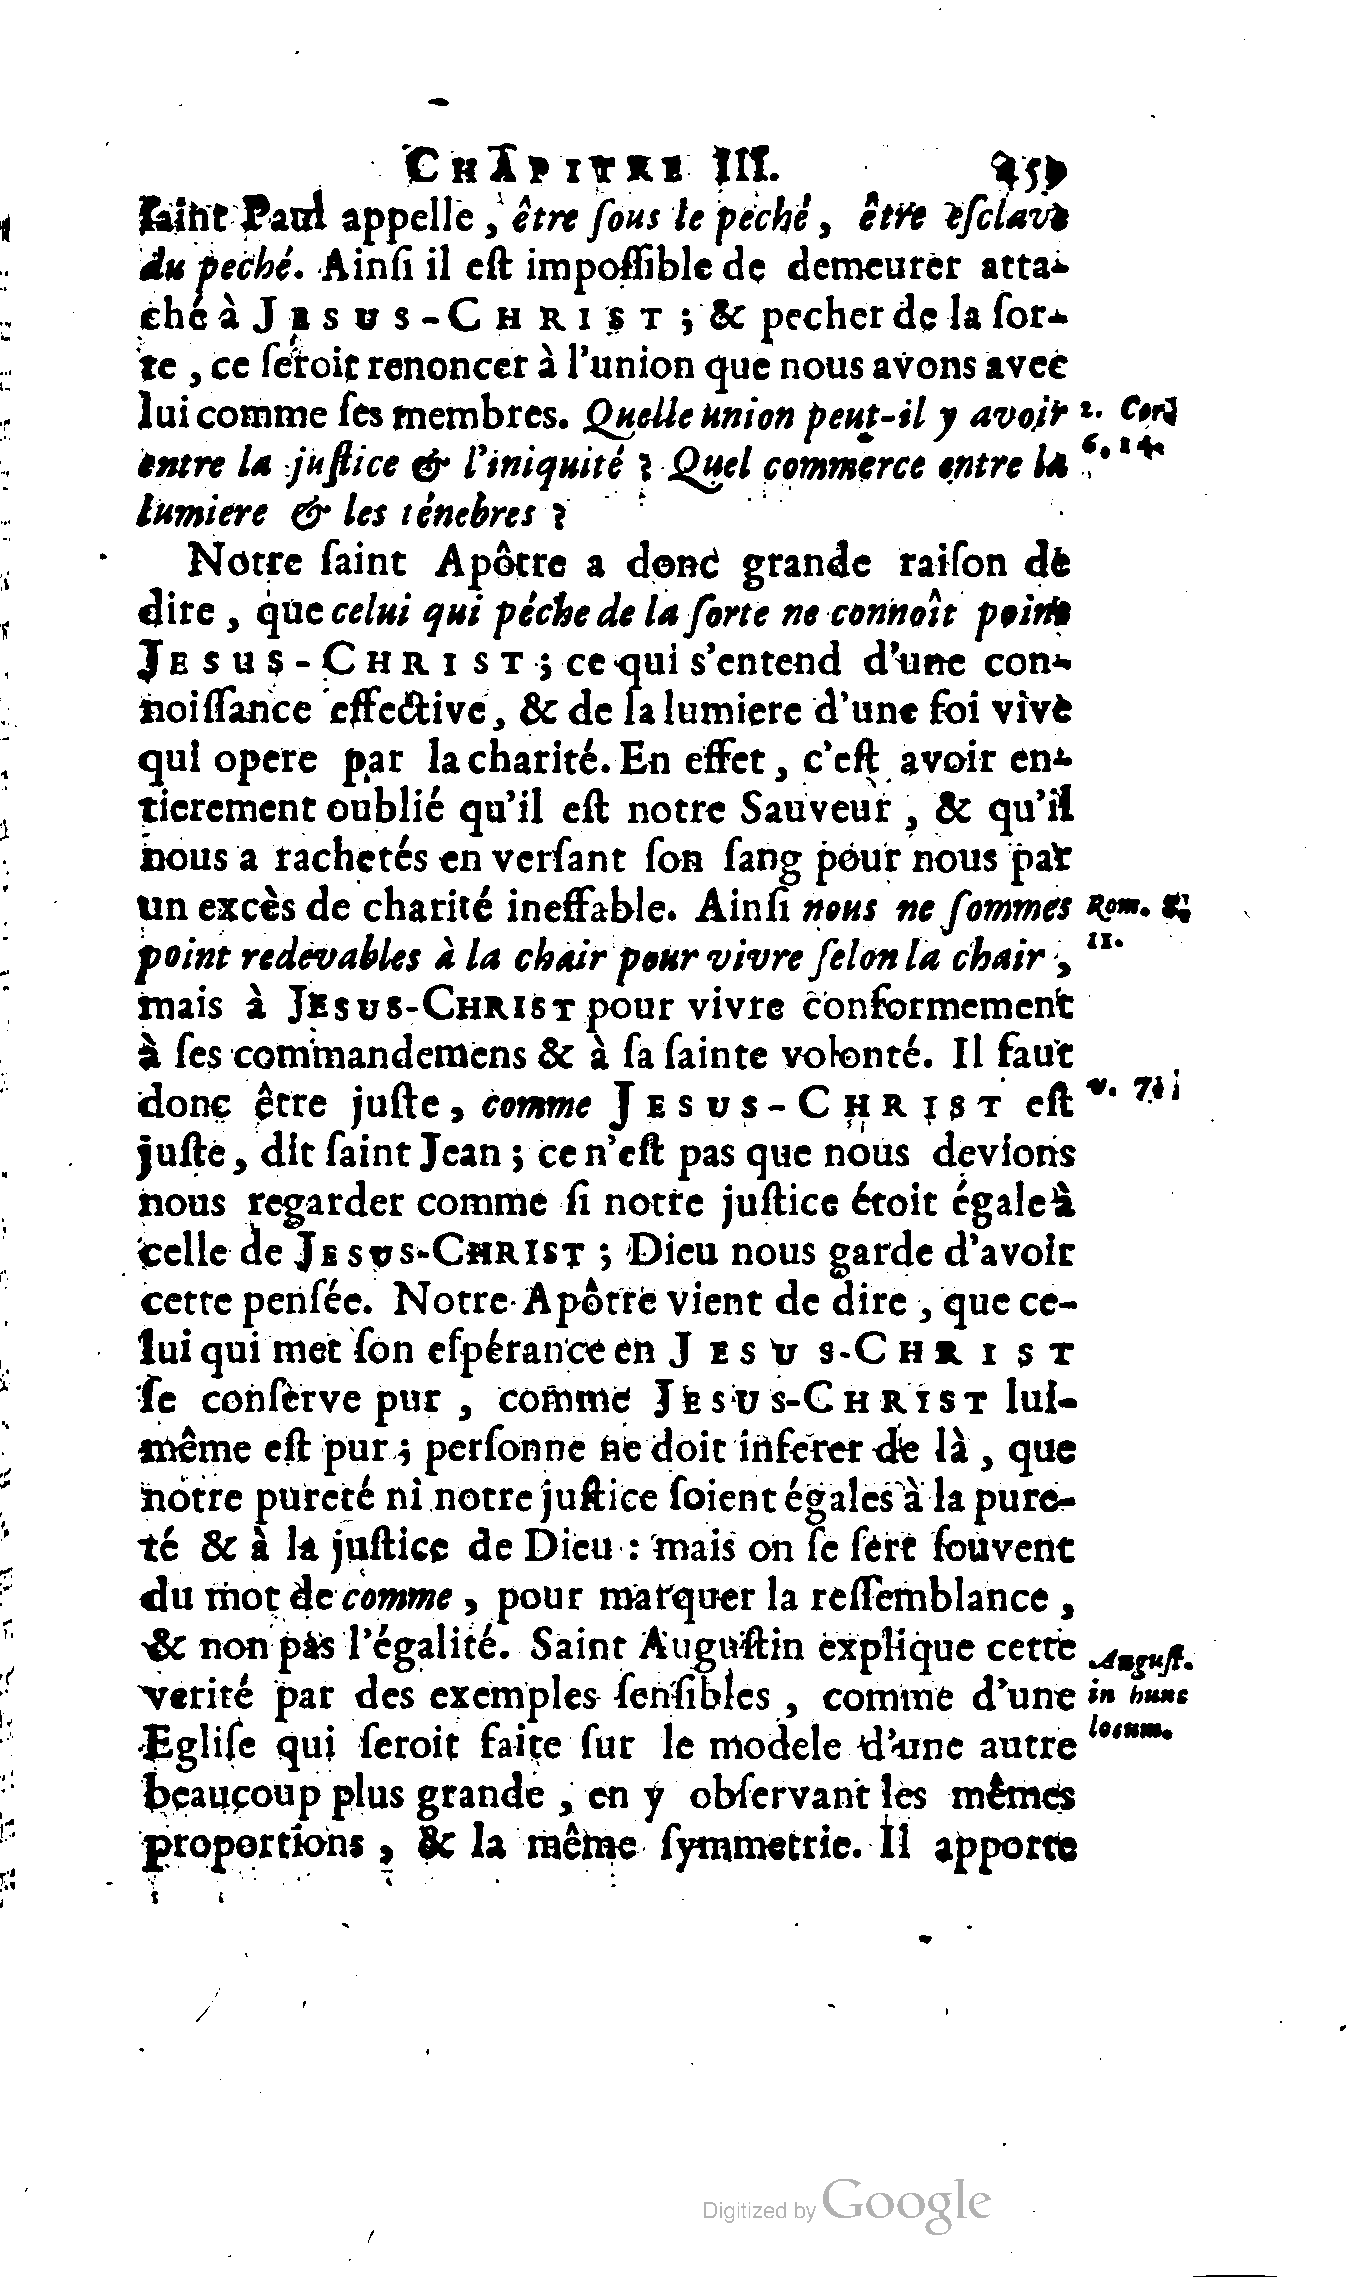 CHAPITRE III.
ſaint Paul appelle, être ſous le peché, être eſclave
du peché. Ainſi il eſt impoſſible de demeurer atta-
ché à JESUS-CHRIST; & pecher de la ſor-
te, ce ſeroit renoncer à l'union que nous avons avec
lui comme ſes membres. Quelle union peut-il y avoir
2. Cor.
6. 14.
entre la juſtice & l'iniquité? Quel commerce entre la
lumiere & les ténebres?
Notre ſaint Apôtre a donc grande raiſon de
dire, que celui qui péche de la ſorte ne connoît point
JESUS-CHRIST; ce qui s'entend d'une con-
noiſſance effective, & de la lumiere d'une foi vive
qui opere par la charité. En effet, c'eſt avoir en-
tierement oublié qu'il eſt notre Sauveur, & qu'il
nous a rachetés en verſant ſon ſang pour nous par
un excès de charité ineffable. Ainſi nous ne ſommes
Rom. 8.
11.
point redevables à la chair pour vivre ſelon la chair,
mais à JESUS-CHRIST pour vivre conformement
à ſes commandemens & à ſa ſainte volonté. Il faut
donc être juſte, comme JESUS-CHRIST eſt
v. 7.
juſte, dit ſaint Jean; ce n'eſt pas que nous devions
nous regarder comme ſi notre juſtice étoit égale à
celle de JESUS-CHRIST; Dieu nous garde d'avoir
cette penſée. Notre Apôtre vient de dire, que ce-
lui qui met ſon eſpérance en JESUS-CHRIST
ſe conſerve pur, comme JESUS-CHRIST lui-
même eſt pur; perſonne ne doit inferer de là, que
notre pureté ni notre juſtice ſoient égales à la pure-
té & à la juſtice de Dieu: mais on ſe ſert ſouvent
du mot de comme, pour marquer la reſſemblance,
& non pas l'égalité. Saint Auguſtin explique cette
Auguſt.
in hunc
locum.
verité par des exemples ſenſibles, comme d'une
Egliſe qui ſeroit faite ſur le modele d'une autre
beaucoup plus grande, en y obſervant les mêmes
proportions, & la même ſymmetrie. Il apporte
Digitized by Google